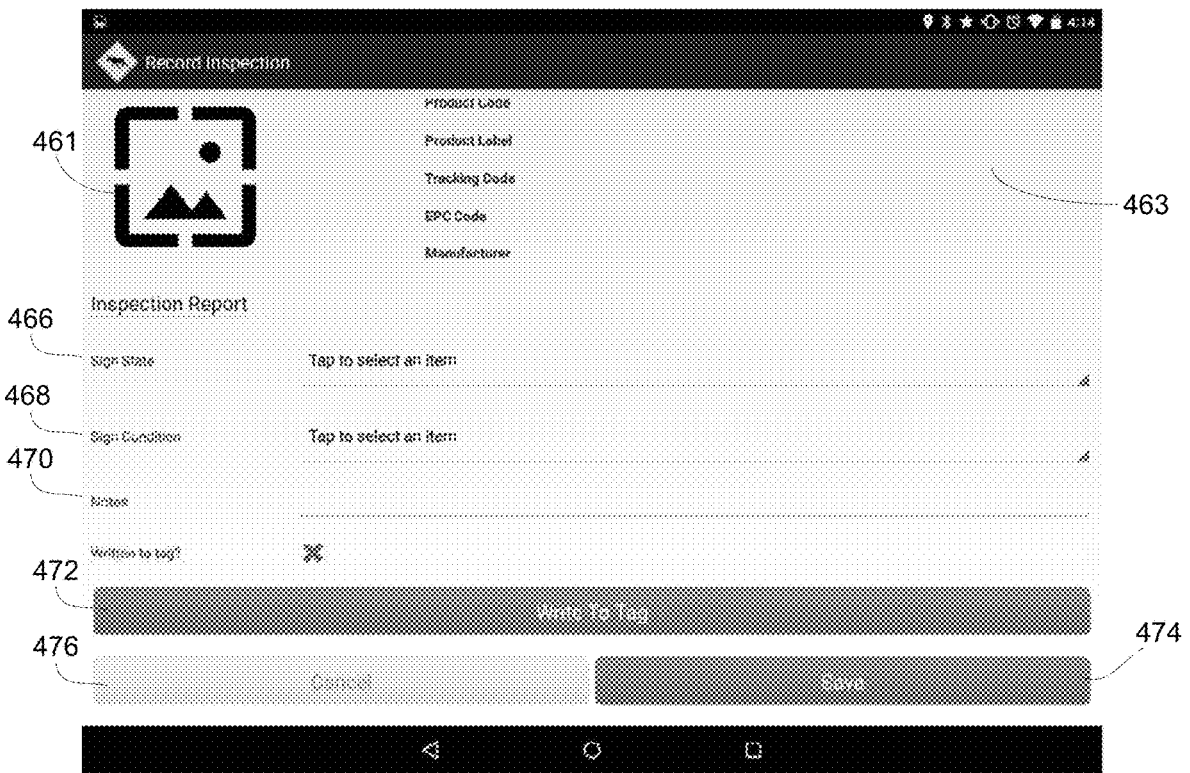 4:14
Record Inspection
Product Code
461
Product Label
Tracking Code
463
EPC Code
Manufacturer
Inspection Report
466
Sign State
Tap to select an item
468
Sign Condition
Tap to select an item
470
Notes
Written to tag?
472
Write To Tag
476
474
Cancel
Save